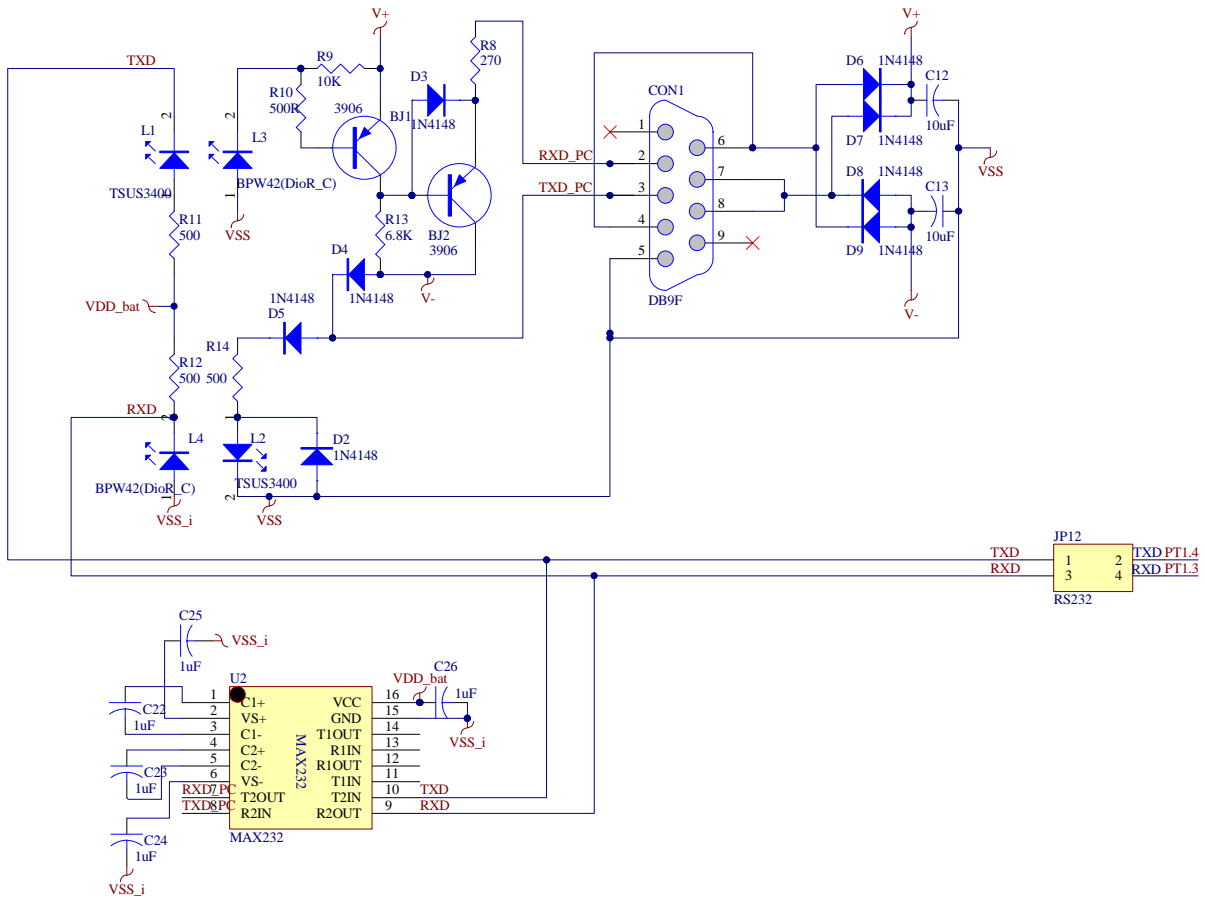 V+
TXD
R9
10K
R10
500R
3906
BJ1
D3
1N4148
R8
270
2
L1
1
TSUS3400
2
L3
BPW42(DioR_C)
1
VSS
R11
500
R13
6.8K
BJ2
3906
D4
1N4148
V-
VDD_bat
1N4148
D5
R12
500
R14
500
RXD
2
L4
BPW42(DioR_C)
1
VSS_i
1
L2
TSUS3400
2
VSS
D2
1N4148
RXD_PC
TXD_PC
CON1
1
2
3
4
5
6
7
8
9
DB9F
V+
D6
1N4148
D7
1N4148
C12
10uF
VSS
D8
1N4148
D9
1N4148
C13
10uF
V-
JP12
TXD
1
2
TXD PT1.4
RXD
3
4
RXD PT1.3
RS232
C25
1uF
VSS_i
C22
1uF
C23
1uF
C24
1uF
VSS_i
U2
1 C1+
2 VS+
3 C1-
4 C2+
5 C2-
6 VS-
RXD_PC 7 T2OUT
TXD_PC 8 R2IN
MAX232
VCC 16
GND 15
T1OUT 14
R1IN 13
R1OUT 12
T1IN 11
T2IN 10 TXD
R2OUT 9 RXD
MAX232
VDD_bat
C26
1uF
VSS_i